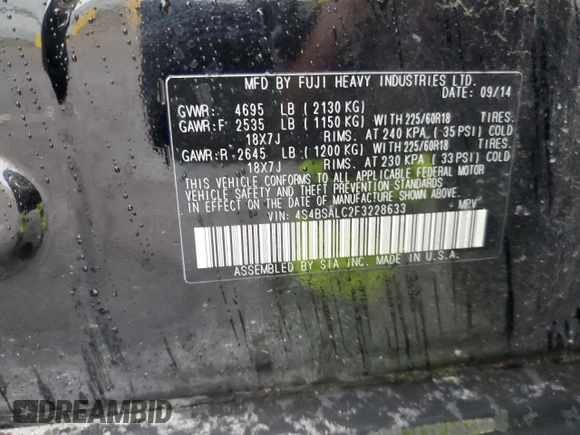 MFD BY FUJI HEAVY INDUSTRIES LTD.
DATE: 09/14
GVWR: 4695 LB (2130 KG)
GAWR:F 2535 LB (1150 KG) WITH 225/60R18 TIRES.
18X7J RIMS. AT 240 KPA.(35 PSI) COLD
GAWR:R 2645 LB (1200 KG) WITH 225/60R18 TIRES.
18X7J RIMS. AT 230 KPA.(33 PSI) COLD
THIS VEHICLE CONFORMS TO ALL APPLICABLE FEDERAL MOTOR
VEHICLE SAFETY AND THEFT PREVENTION STANDARDS
IN EFFECT ON THE DATE OF MANUFACTURE SHOWN ABOVE.
VIN: 4S4BSALC2F3228633 MPV
ASSEMBLED BY SIA INC. MADE IN U.S.A.
DREAMBID